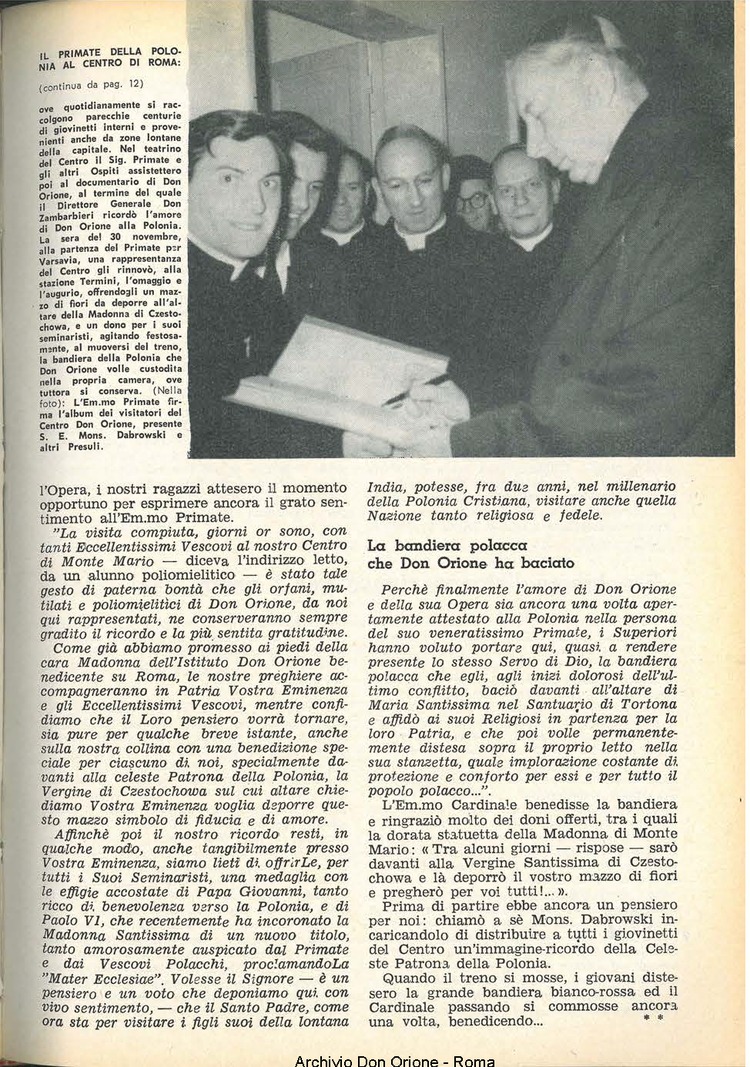 IL PRIMATE DELLA POLO-
NIA AL CENTRO DI ROMA:
(continua da pag. 12)
ove quotidianamente si rac-
colgono parecchie centurie
di giovinetti interni e prove-
nienti anche da zone lontane
della capitale. Nel teatrino
del Centro il Sig. Primate e
gli altri Ospiti assistettero
poi al documentario di Don
Orione, al termine del quale
il Direttore Generale Don
Zambarbieri ricordò l'amore
di Don Orione alla Polonia.
La sera del 30 novembre,
alla partenza del Primate per
Varsavia, una rappresentanza
del Centro gli rinnovò, alla
stazione Termini, l'omaggio e
l'augurio, offrendogli un maz-
zo di fiori da deporre all'al-
tare della Madonna di Czesto-
chowa, e un dono per i suoi
seminaristi, agitando festosa-
mente, al muoversi del treno,
la bandiera della Polonia che
Don Orione volle custodita
nella propria camera, ove
tuttora si conserva. (Nella
foto): L'Em.mo Primate fir-
ma l'album dei visitatori del
Centro Don Orione, presente
S. E. Mons. Dabrowski e
altri Presuli.
l'Opera, i nostri ragazzi attesero il momento
opportuno per esprimere ancora il grato sen-
timento all'Em.mo Primate.
"La visita compiuta, giorni or sono, con
tanti Eccellentissimi Vescovi al nostro Centro
di Monte Mario — diceva l'indirizzo letto,
da un alunno poliomielitico — è stato tale
gesto di paterna bontà che gli orfani, mu-
tilati e poliomielitici di Don Orione, da noi
qui rappresentati, ne conserveranno sempre
gradito il ricordo e la più sentita gratitudine.
Come già abbiamo promesso ai piedi della
cara Madonna dell'Istituto Don Orione be-
nedicente su Roma, le nostre preghiere ac-
compagneranno in Patria Vostra Eminenza
e gli Eccellentissimi Vescovi, mentre confi-
diamo che il Loro pensiero vorrà tornare,
sia pure per qualche breve istante, anche
sulla nostra collina con una benedizione spe-
ciale per ciascuno di noi, specialmente da-
vanti alla celeste Patrona della Polonia, la
Vergine di Czestochowa sul cui altare chie-
diamo Vostra Eminenza voglia deporre que-
sto mazzo simbolo di fiducia e di amore.
Affinchè poi il nostro ricordo resti, in
qualche modo, anche tangibilmente presso
Vostra Eminenza, siamo lieti di offrirLe, per
tutti i Suoi Seminaristi, una medaglia con
le effigie accostate di Papa Giovanni, tanto
ricco di benevolenza verso la Polonia, e di
Paolo VI, che recentemente ha incoronato la
Madonna Santissima di un nuovo titolo,
tanto amorosamente auspicato dal Primate
e dai Vescovi Polacchi, proclamandoLa
"Mater Ecclesiae". Volesse il Signore — è un
pensiero e un voto che deponiamo qui con
vivo sentimento, — che il Santo Padre, come
ora sta per visitare i figli suoi della lontana
India, potesse, fra due anni, nel millenario
della Polonia Cristiana, visitare anche quella
Nazione tanto religiosa e fedele.
La bandiera polacca
che Don Orione ha baciato
Perchè finalmente l'amore di Don Orione
e della sua Opera sia ancora una volta aper-
tamente attestato alla Polonia nella persona
del suo veneratissimo Primate, i Superiori
hanno voluto portare qui, quasi a rendere
presente lo stesso Servo di Dio, la bandiera
polacca che egli, agli inizi dolorosi dell'ul-
timo conflitto, baciò davanti all'altare di
Maria Santissima nel Santuario di Tortona
e affidò ai suoi Religiosi in partenza per la
loro Patria, e che poi volle permanente-
mente distesa sopra il proprio letto nella
sua stanzetta, quale implorazione costante di
protezione e conforto per essi e per tutto il
popolo polacco...".
L'Em.mo Cardinale benedisse la bandiera
e ringraziò molto dei doni offerti, tra i quali
la dorata statuetta della Madonna di Monte
Mario: « Tra alcuni giorni — rispose — sarò
davanti alla Vergine Santissima di Czesto-
chowa e là deporrò il vostro mazzo di fiori
e pregherò per voi tutti!... ».
Prima di partire ebbe ancora un pensiero
per noi: chiamò a sè Mons. Dabrowski in-
caricandolo di distribuire a tutti i giovinetti
del Centro un'immagine-ricordo della Cele-
ste Patrona della Polonia.
Quando il treno si mosse, i giovani diste-
sero la grande bandiera bianco-rossa ed il
Cardinale passando si commosse ancora
una volta, benedicendo... * *
Archivio Don Orione - Roma